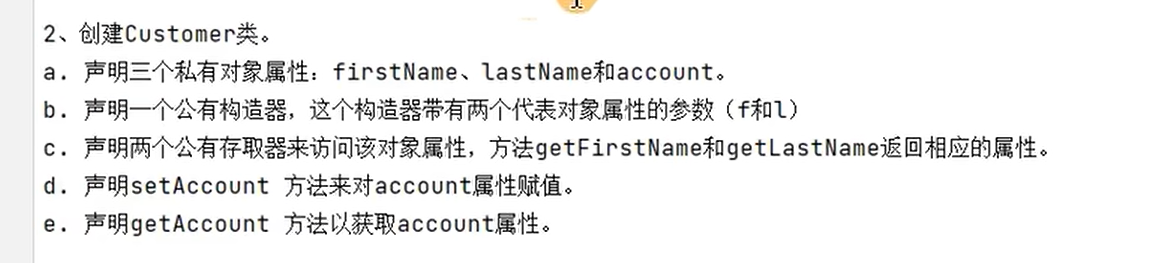 2、创建Customer类。
a. 声明三个私有对象属性：firstName、lastName和account。
b. 声明一个公有构造器，这个构造器带有两个代表对象属性的参数（f和l）
c. 声明两个公有存取器来访问该对象属性，方法getFirstName和getLastName返回相应的属性。
d. 声明setAccount 方法来对account属性赋值。
e. 声明getAccount 方法以获取account属性。